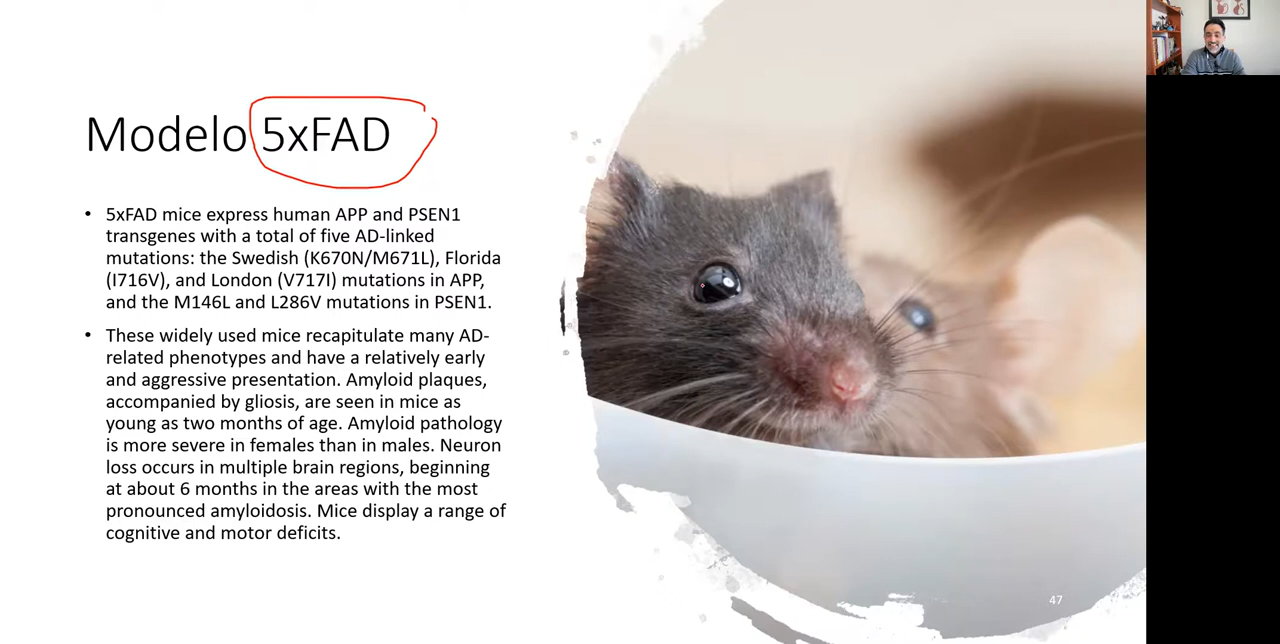 Modelo 5xFAD
• 5xFAD mice express human APP and PSEN1
transgenes with a total of five AD-linked
mutations: the Swedish (K670N/M671L), Florida
(I716V), and London (V717I) mutations in APP,
and the M146L and L286V mutations in PSEN1.
• These widely used mice recapitulate many AD-
related phenotypes and have a relatively early
and aggressive presentation. Amyloid plaques,
accompanied by gliosis, are seen in mice as
young as two months of age. Amyloid pathology
is more severe in females than in males. Neuron
loss occurs in multiple brain regions, beginning
at about 6 months in the areas with the most
pronounced amyloidosis. Mice display a range of
cognitive and motor deficits.
47